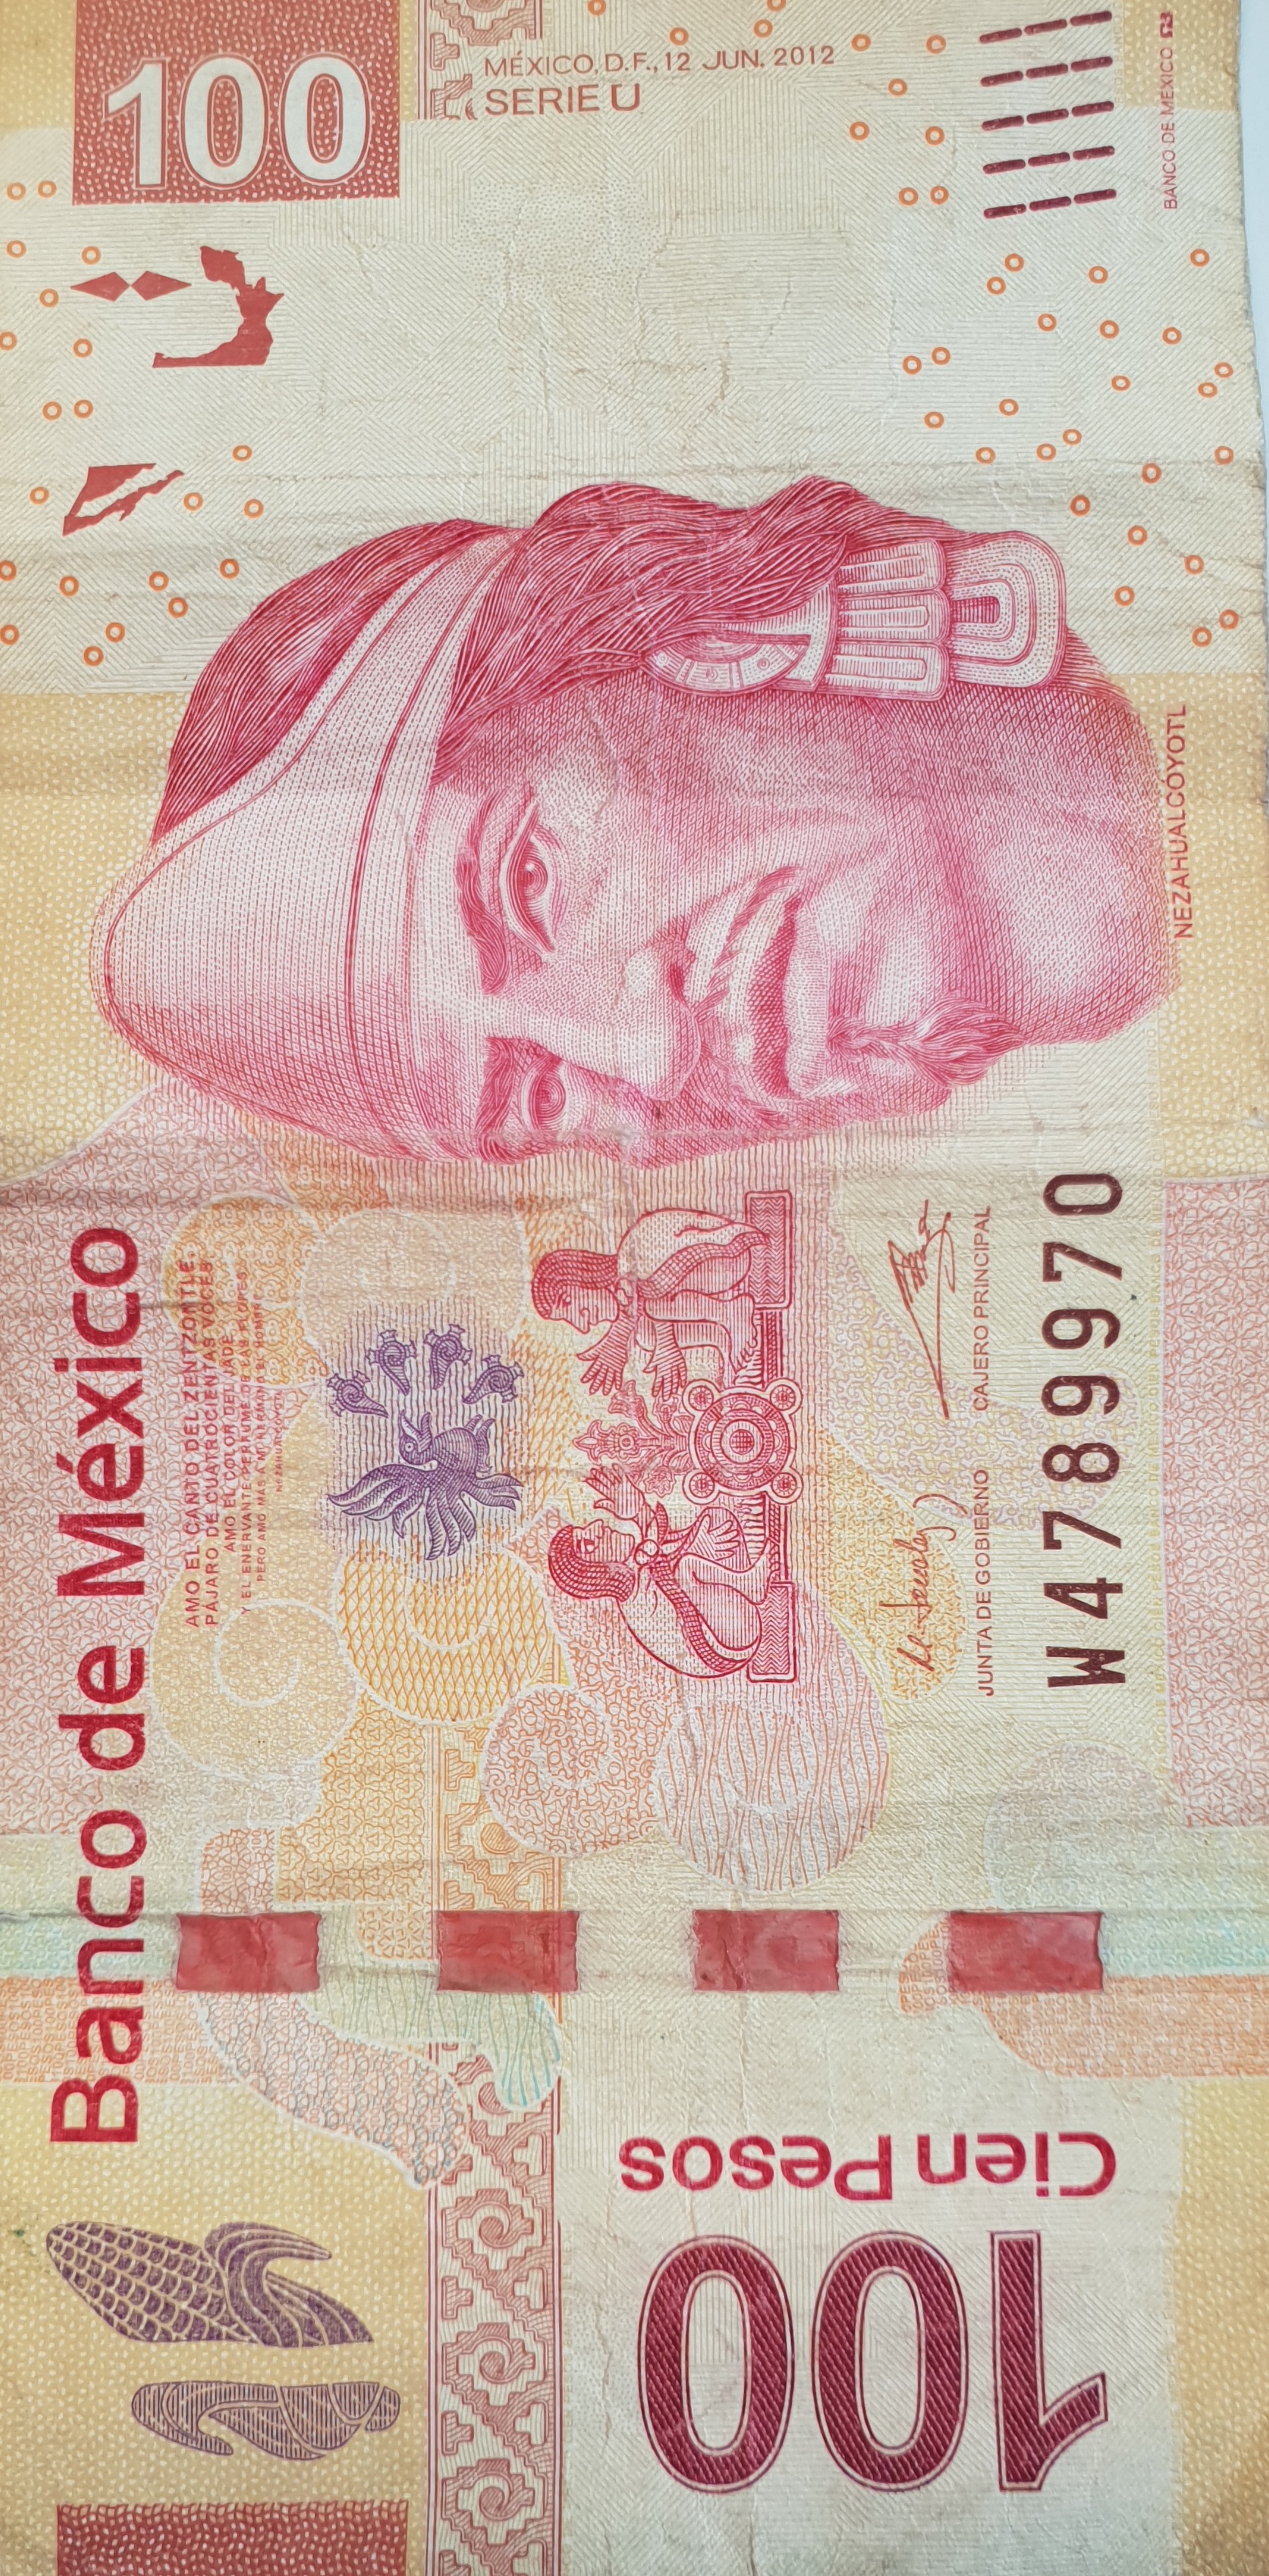 Banco de México
AMO EL CANTO DEL ZENTZONTLE
PÁJARO DE CUATROCIENTAS VOCES,
AMO EL COLOR DEL JADE
Y EL ENERVANTE PERFUME DE LAS FLORES,
PERO AMO MÁS A MI HERMANO EL HOMBRE.
NEZAHUALCÓYOTL
JUNTA DE GOBIERNO CAJERO PRINCIPAL
W4789970
NEZAHUALCÓYOTL
100
Cien Pesos
100
MÉXICO, D.F., 12 JUN. 2012
SERIE U
BANCO DE MÉXICO